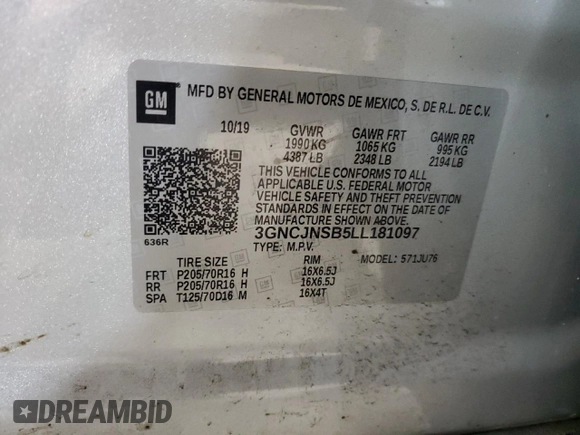 GM
MFD BY GENERAL MOTORS DE MEXICO, S. DE R.L. DE C.V.
10/19 GVWR GAWR FRT GAWR RR
1990 KG 1065 KG 995 KG
4387 LB 2348 LB 2194 LB
THIS VEHICLE CONFORMS TO ALL
APPLICABLE U.S. FEDERAL MOTOR
VEHICLE SAFETY AND THEFT PREVENTION
STANDARDS IN EFFECT ON THE DATE OF
MANUFACTURE SHOWN ABOVE.
3GNCJNSB5LL181097
636R
TYPE: M.P.V. MODEL: 571JU76
TIRE SIZE RIM
FRT P205/70R16 H 16X6.5J
RR P205/70R16 H 16X6.5J
SPA T125/70D16 M 16X4T
DREAMBID